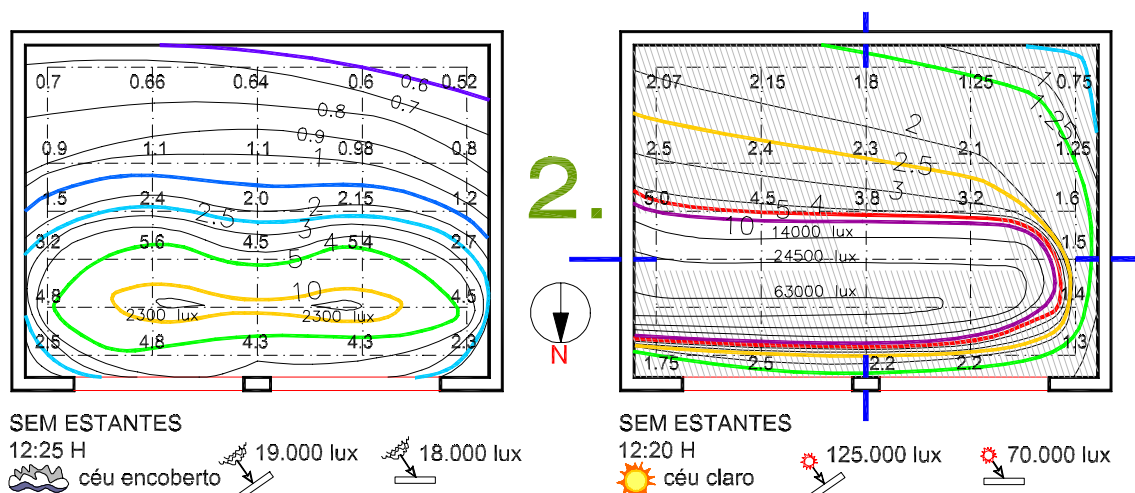 0.7 0.66 0.64 0.6 0.52
0.8
0.8 0.7
0.9 1.1 1.1 0.98 0.8
0.9
1
1.5 2.4 2.0 2.15 1.2
2.5 2
3
3.2 5.6 4.5 5.4 2.7
4
5
4.8 10 4.5
2300 lux 2300 lux
2.5 4.8 4.3 4.3 2.3
SEM ESTANTES
12:25 H
céu encoberto 19.000 lux 18.000 lux
2.
N
2.07 2.15 1.8 1.25 0.75
1
1.25
2
2.5 2.4 2.3 2.1 1.25
2.5
3
5.0 4.5 3.8 3.2 1.6
10 5 4
14000 lux 1.5
24500 lux
63000 lux 1.4
1.3
1.75 2.5 2.2 2.2
SEM ESTANTES
12:20 H
céu claro 125.000 lux 70.000 lux